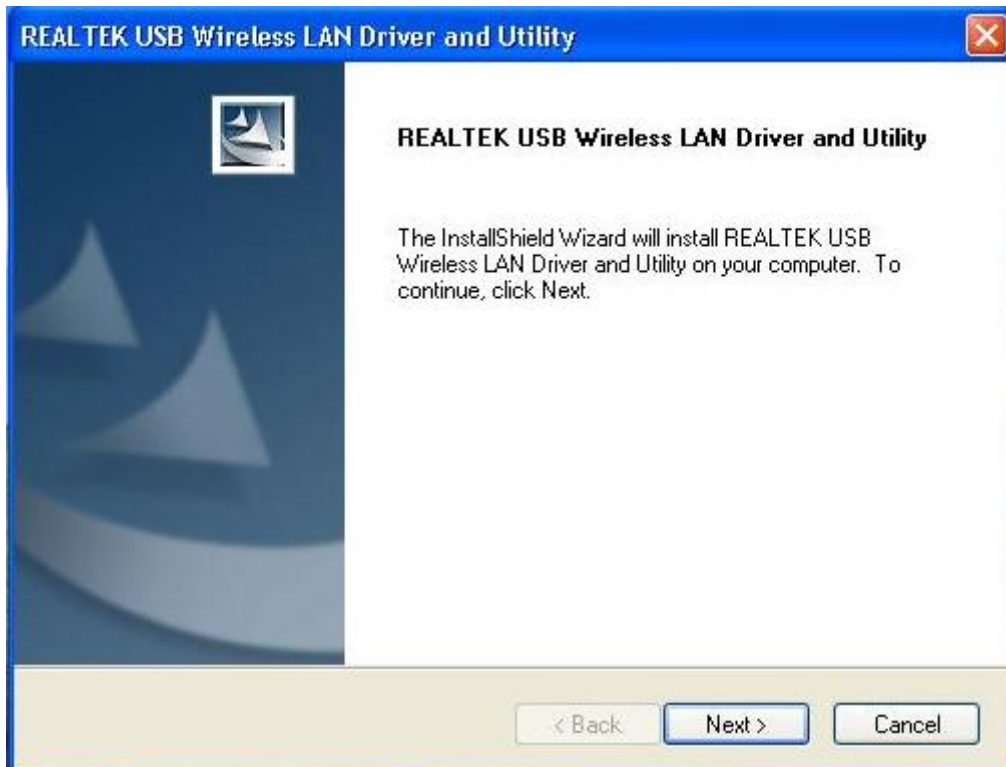 REALTEK USB Wireless LAN Driver and Utility
REALTEK USB Wireless LAN Driver and Utility
The InstallShield Wizard will install REALTEK USB
Wireless LAN Driver and Utility on your computer. To
continue, click Next.
< Back
Next >
Cancel